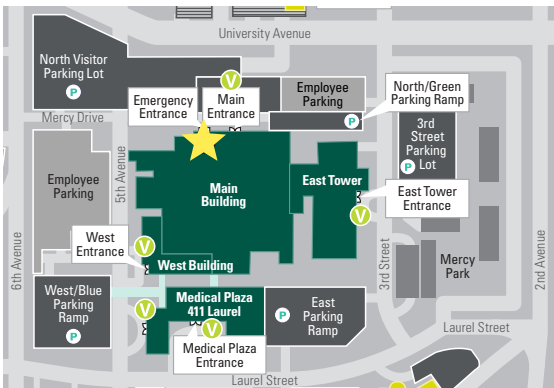 University Avenue
North Visitor
Parking Lot
P
V
Employee
Parking
North/Green
Parking Ramp
Emergency
Entrance
Main
Entrance
Mercy Drive
P
3rd
Street
Parking
Lot
P
5th Avenue
Employee
Parking
Main
Building
East Tower
East Tower
Entrance
V
6th Avenue
West
Entrance
V
West Building
3rd Street
Mercy
Park
2nd Avenue
West/Blue
Parking
Ramp
P
V
Medical Plaza
411 Laurel
V
P
East
Parking
Ramp
Laurel Street
Medical Plaza
Entrance
Laurel Street